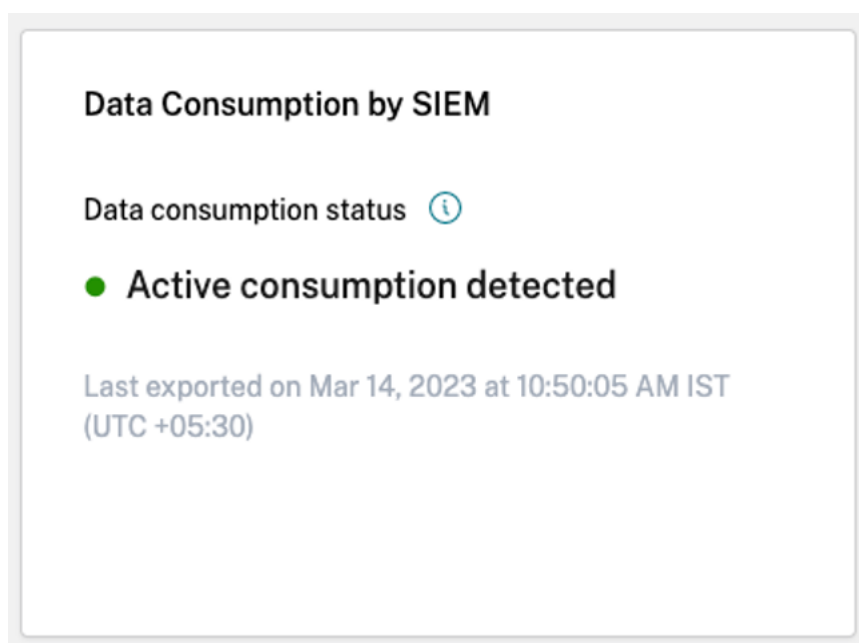 Data Consumption by SIEM
Data consumption status
Active consumption detected
Last exported on Mar 14, 2023 at 10:50:05 AM IST
(UTC +05:30)